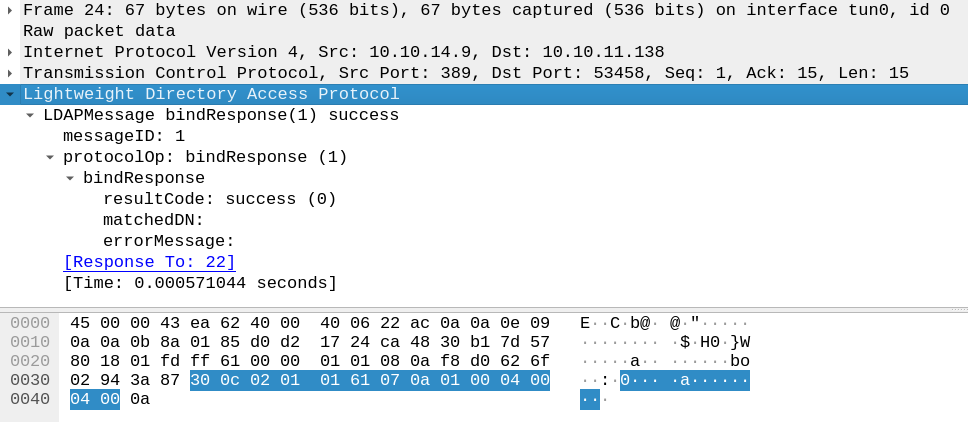 Frame 24: 67 bytes on wire (536 bits), 67 bytes captured (536 bits) on interface tun0, id 0
Raw packet data
Internet Protocol Version 4, Src: 10.10.14.9, Dst: 10.10.11.138
Transmission Control Protocol, Src Port: 389, Dst Port: 53458, Seq: 1, Ack: 15, Len: 15
Lightweight Directory Access Protocol
LDAPMessage bindResponse(1) success
messageID: 1
protocolOp: bindResponse (1)
bindResponse
resultCode: success (0)
matchedDN:
errorMessage:
[Response To: 22]
[Time: 0.000571044 seconds]
0000 45 00 00 43 ea 62 40 00 40 06 22 ac 0a 0a 0e 09 E··C·b@· @·"·····
0010 0a 0a 0b 8a 01 85 d0 d2 17 24 ca 48 30 b1 7d 57 ········ ·$·H0·}W
0020 80 18 01 fd ff 61 00 00 01 01 08 0a f8 d0 62 6f ·····a·· ······bo
0030 02 94 3a 87 30 0c 02 01 01 61 07 0a 01 00 04 00 ··:·0··· ·a······
0040 04 00 0a ···